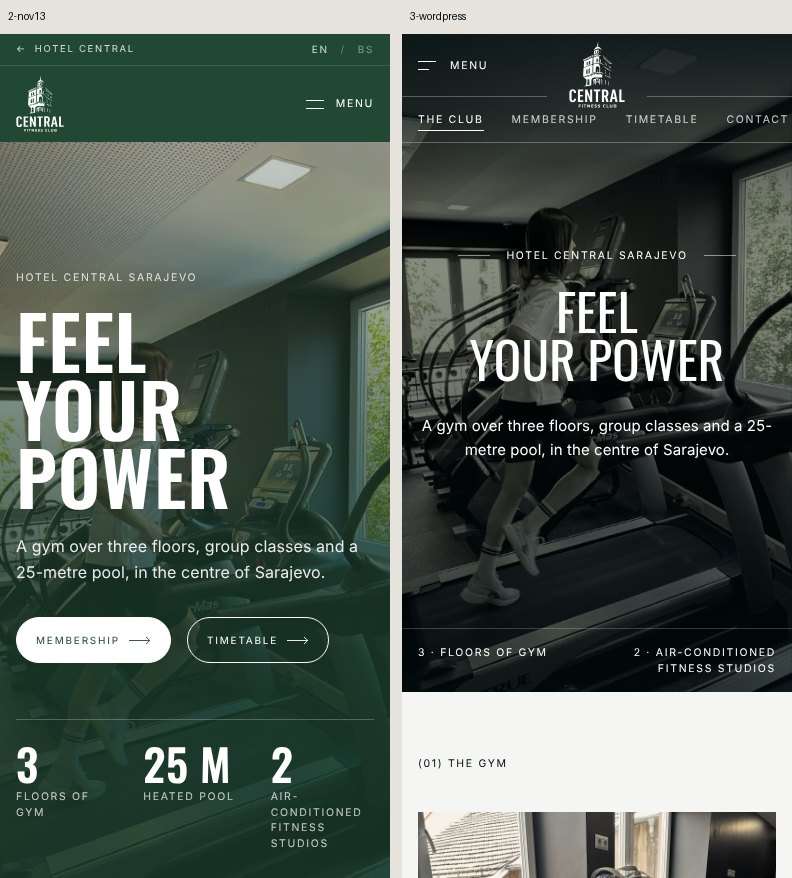 2-nov13
← HOTEL CENTRAL
EN / BS
CENTRAL
FITNESS CLUB
MENU
HOTEL CENTRAL SARAJEVO
FEEL
YOUR
POWER
A gym over three floors, group classes and a
25-metre pool, in the centre of Sarajevo.
MEMBERSHIP
TIMETABLE
3
FLOORS OF
GYM
25 M
HEATED POOL
2
AIR-
CONDITIONED
FITNESS
STUDIOS
3-wordpress
MENU
CENTRAL
FITNESS CLUB
THE CLUB
MEMBERSHIP
TIMETABLE
CONTACT
HOTEL CENTRAL SARAJEVO
FEEL
YOUR POWER
A gym over three floors, group classes and a 25-
metre pool, in the centre of Sarajevo.
3 · FLOORS OF GYM
2 · AIR-CONDITIONED
FITNESS STUDIOS
(01) THE GYM